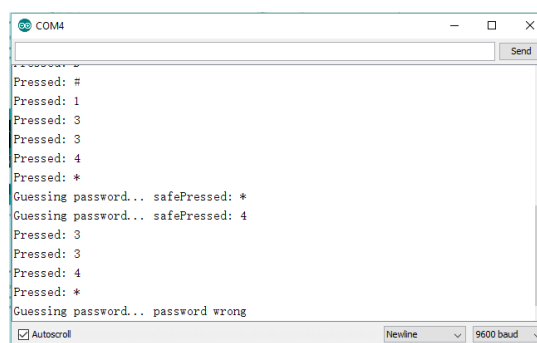 COM4
Send
Pressed: #
Pressed: 1
Pressed: 3
Pressed: 3
Pressed: 4
Pressed: *
Guessing password... safePressed: *
Guessing password... safePressed: 4
Pressed: 3
Pressed: 3
Pressed: 4
Pressed: *
Guessing password... password wrong
Autoscroll Newline 9600 baud